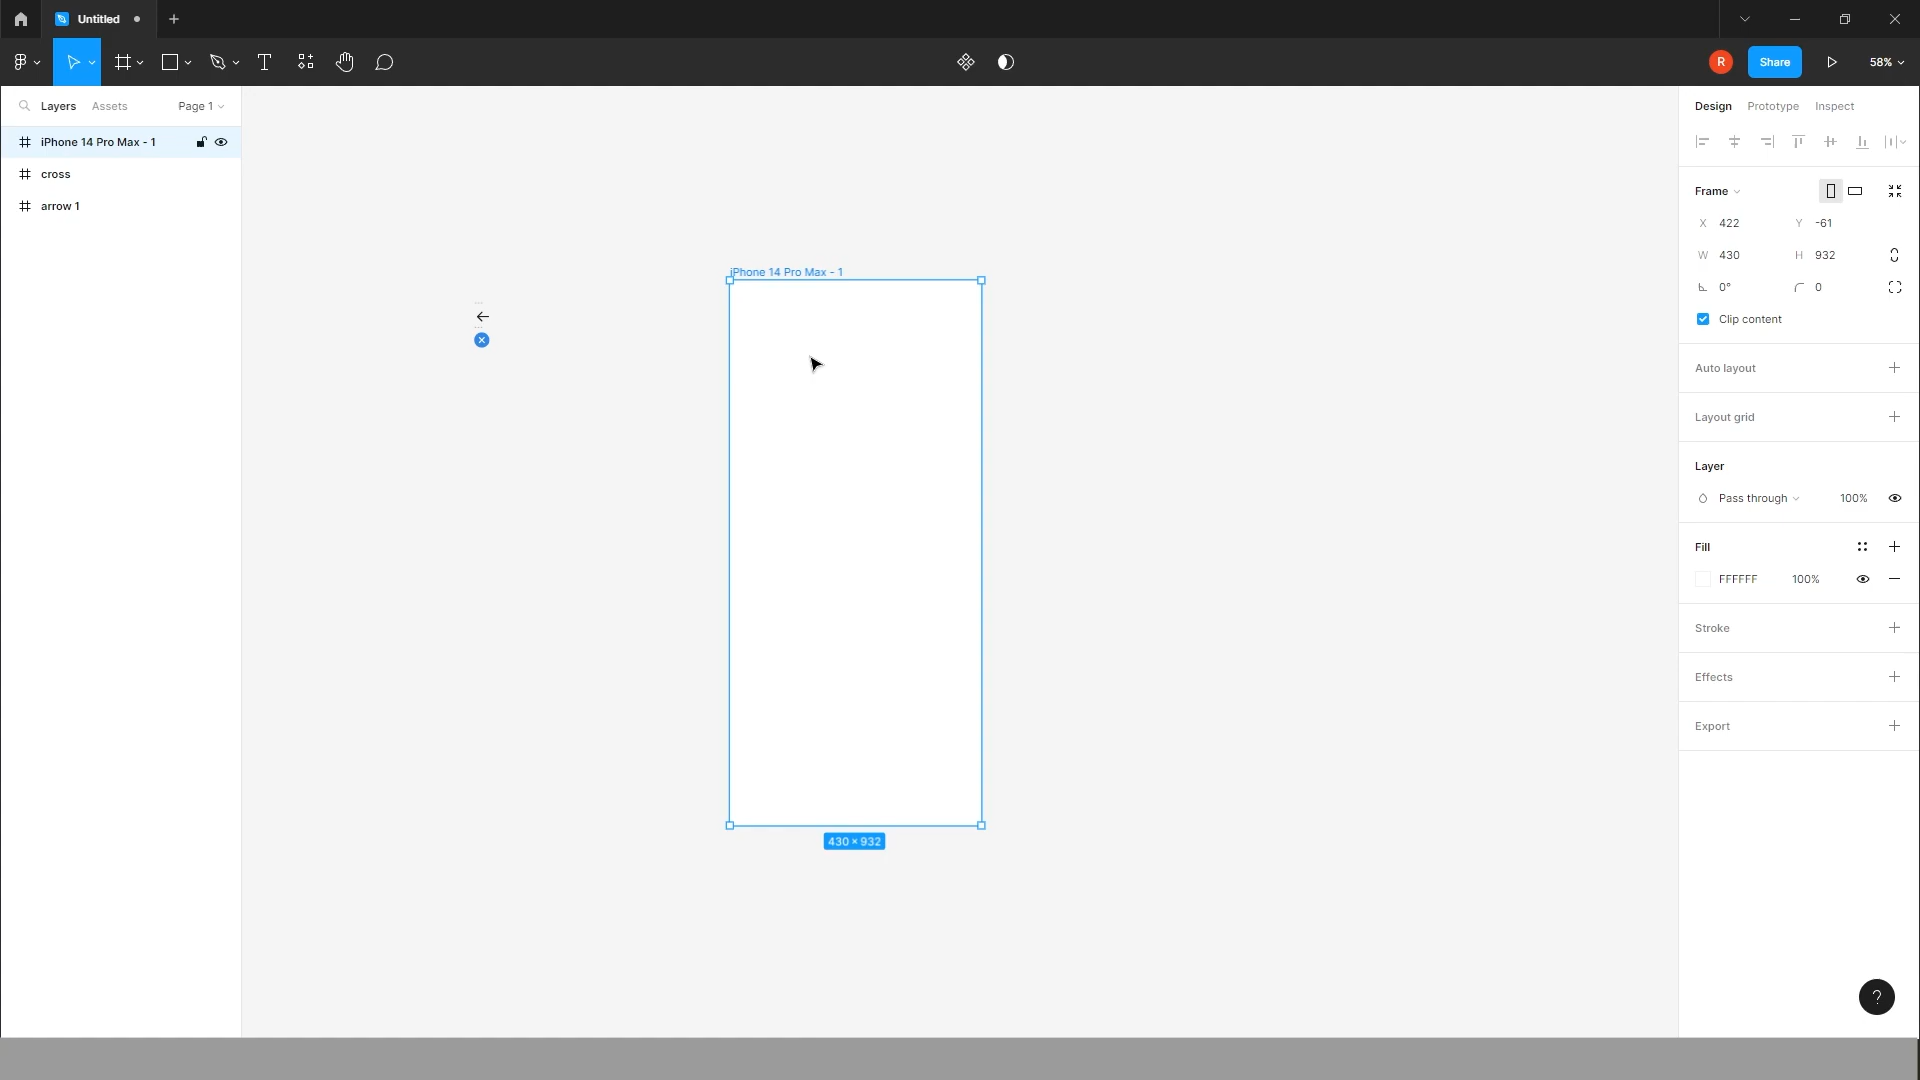 Untitled
R
Share
58%
Layers
Assets
Page 1
iPhone 14 Pro Max - 1
cross
arrow 1
iPhone 14 Pro Max - 1
430 × 932
Design
Prototype
Inspect
Frame
X 422
Y -61
W 430
H 932
0°
0
Clip content
Auto layout
Layout grid
Layer
Pass through
100%
Fill
FFFFFF
100%
Stroke
Effects
Export
?